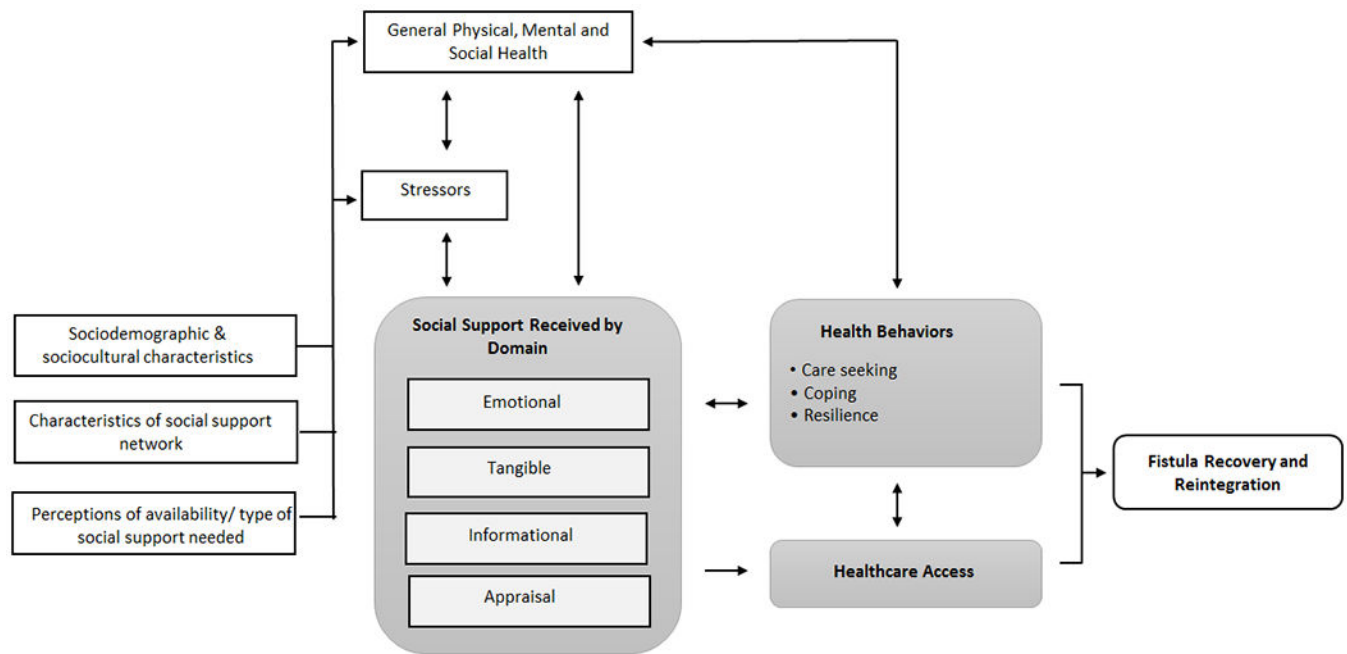 General Physical, Mental and
Social Health
Stressors
Sociodemographic &
sociocultural characteristics
Characteristics of social support
network
Perceptions of availability/ type of
social support needed
Social Support Received by
Domain
Emotional
Tangible
Informational
Appraisal
Health Behaviors
• Care seeking
• Coping
• Resilience
Healthcare Access
Fistula Recovery and
Reintegration